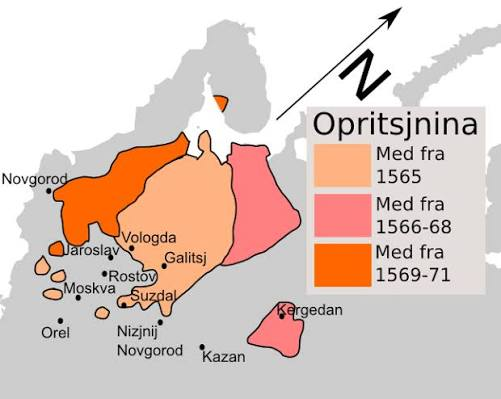 N
Opritsjnina
Med fra
1565
Med fra
1566-68
Med fra
1569-71
Novgorod
Jaroslav
Vologda
Galitsj
Rostov
Moskva
Suzdal
Orel
Nizjnij
Novgorod
Kazan
Kergedan